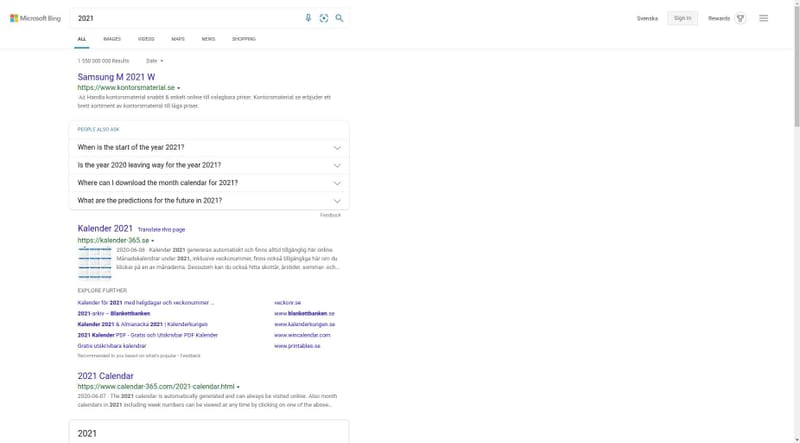 Microsoft Bing
2021
Svenska
Sign in
Rewards
ALL IMAGES VIDEOS MAPS NEWS SHOPPING
1 550 000 000 Results Date
Samsung M 2021 W
https://www.kontorsmaterial.se
Ad Handla kontorsmaterial snabbt & enkelt online till oslagbara priser. Kontorsmaterial.se erbjuder ett
brett sortiment av kontorsmaterial till låga priser.
PEOPLE ALSO ASK
When is the start of the year 2021?
Is the year 2020 leaving way for the year 2021?
Where can I download the month calendar for 2021?
What are the predictions for the future in 2021?
Feedback
Kalender 2021 Translate this page
https://kalender-365.se
2020-06-08 · Kalender 2021 genereras automatiskt och finns alltid tillgänglig här online.
Månadskalendrar under 2021, inklusive veckonummer, finns också tillgängliga här om du
klickar på en av månaderna. Dessutom kan du också hitta skottår, årstider, sommar- och...
EXPLORE FURTHER
Kalender för 2021 med helgdagar och veckonummer ... veckonr.se
2021-arkiv – Blankettbanken www.blankettbanken.se
Kalender 2021 & Almanacka 2021 | Kalenderkungen www.kalenderkungen.se
2021 Kalender PDF - Gratis och Utskrivbar PDF Kalender www.wincalendar.com
Gratis utskrivbara kalendrar www.printables.se
Recommended to you based on what's popular • Feedback
2021 Calendar
https://www.calendar-365.com/2021-calendar.html
2020-06-07 · The 2021 calendar is automatically generated and can always be visited online. Also month
calendars in 2021 including week numbers can be viewed at any time by clicking on one of the above...
2021